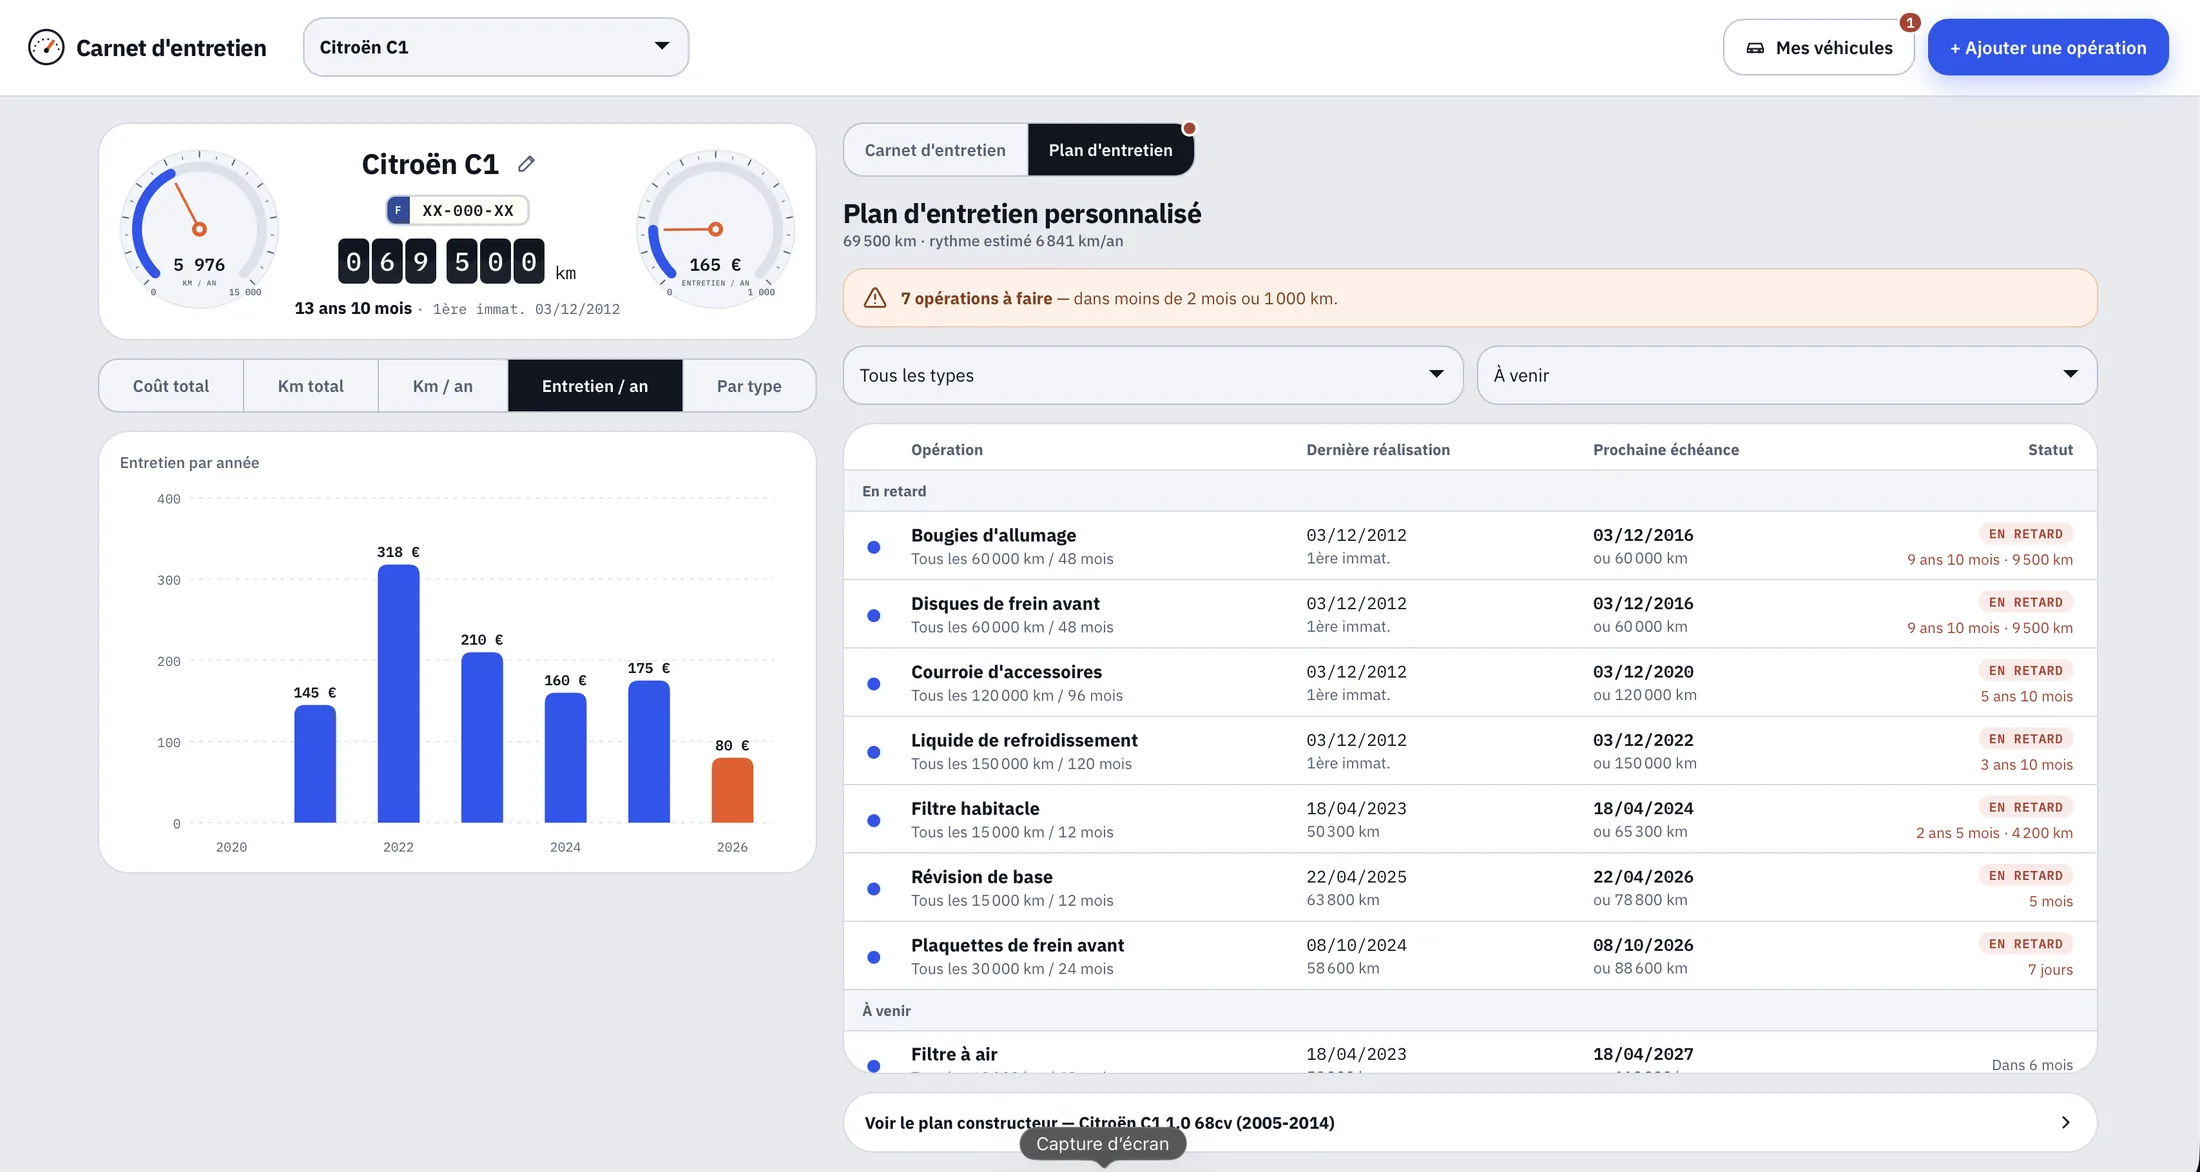 Carnet d'entretien
Citroën C1
Mes véhicules
1
+ Ajouter une opération
5 976
KM / AN
0
15 000
Citroën C1
F XX-000-XX
069 500 km
13 ans 10 mois · 1ère immat. 03/12/2012
165 €
ENTRETIEN / AN
0
1 000
Coût total
Km total
Km / an
Entretien / an
Par type
Entretien par année
400
300
200
100
0
145 €
318 €
210 €
160 €
175 €
80 €
2020
2022
2024
2026
Carnet d'entretien
Plan d'entretien
Plan d'entretien personnalisé
69 500 km · rythme estimé 6 841 km/an
7 opérations à faire — dans moins de 2 mois ou 1 000 km.
Tous les types
À venir
Opération
Dernière réalisation
Prochaine échéance
Statut
En retard
Bougies d'allumage
Tous les 60 000 km / 48 mois
03/12/2012
1ère immat.
03/12/2016
ou 60 000 km
EN RETARD
9 ans 10 mois · 9 500 km
Disques de frein avant
Tous les 60 000 km / 48 mois
03/12/2012
1ère immat.
03/12/2016
ou 60 000 km
EN RETARD
9 ans 10 mois · 9 500 km
Courroie d'accessoires
Tous les 120 000 km / 96 mois
03/12/2012
1ère immat.
03/12/2020
ou 120 000 km
EN RETARD
5 ans 10 mois
Liquide de refroidissement
Tous les 150 000 km / 120 mois
03/12/2012
1ère immat.
03/12/2022
ou 150 000 km
EN RETARD
3 ans 10 mois
Filtre habitacle
Tous les 15 000 km / 12 mois
18/04/2023
50 300 km
18/04/2024
ou 65 300 km
EN RETARD
2 ans 5 mois · 4 200 km
Révision de base
Tous les 15 000 km / 12 mois
22/04/2025
63 800 km
22/04/2026
ou 78 800 km
EN RETARD
5 mois
Plaquettes de frein avant
Tous les 30 000 km / 24 mois
08/10/2024
58 600 km
08/10/2026
ou 88 600 km
EN RETARD
7 jours
À venir
Filtre à air
18/04/2023
18/04/2027
Dans 6 mois
Voir le plan constructeur — Citroën C1 1.0 68cv (2005-2014)
Capture d'écran